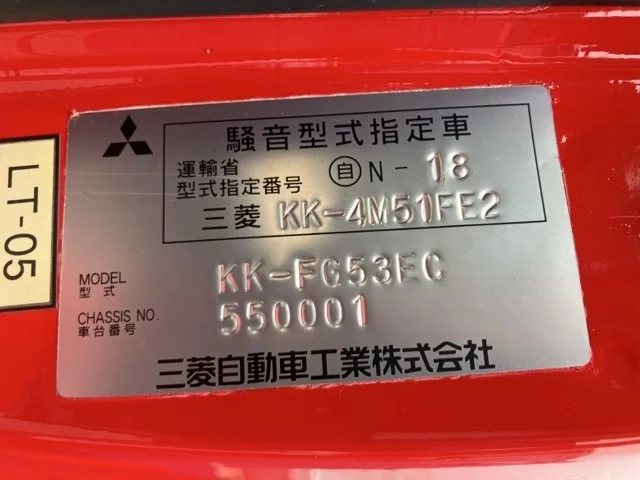 騒音型式指定車
運輸省
型式指定番号 自 N-18
三菱 KK-4M51FE2
MODEL
型式 KK-FG53EC
CHASSIS NO.
車台番号 550001
三菱自動車工業株式会社
LT-05